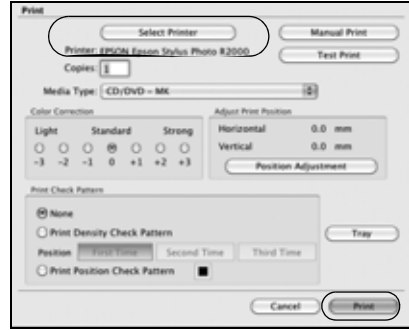 Print
Select Printer Manual Print
Printer: EPSON Epson Stylus Photo R2000 Test Print
Copies: 1
Media Type: CD/DVD – MK
Color Correction Adjust Print Position
Light Standard Strong Horizontal 0.0 mm
Vertical 0.0 mm
-3 -2 -1 0 +1 +2 +3 Position Adjustment
Print Check Pattern
None
Print Density Check Pattern Tray
Position First Time Second Time Third Time
Print Position Check Pattern
Cancel Print